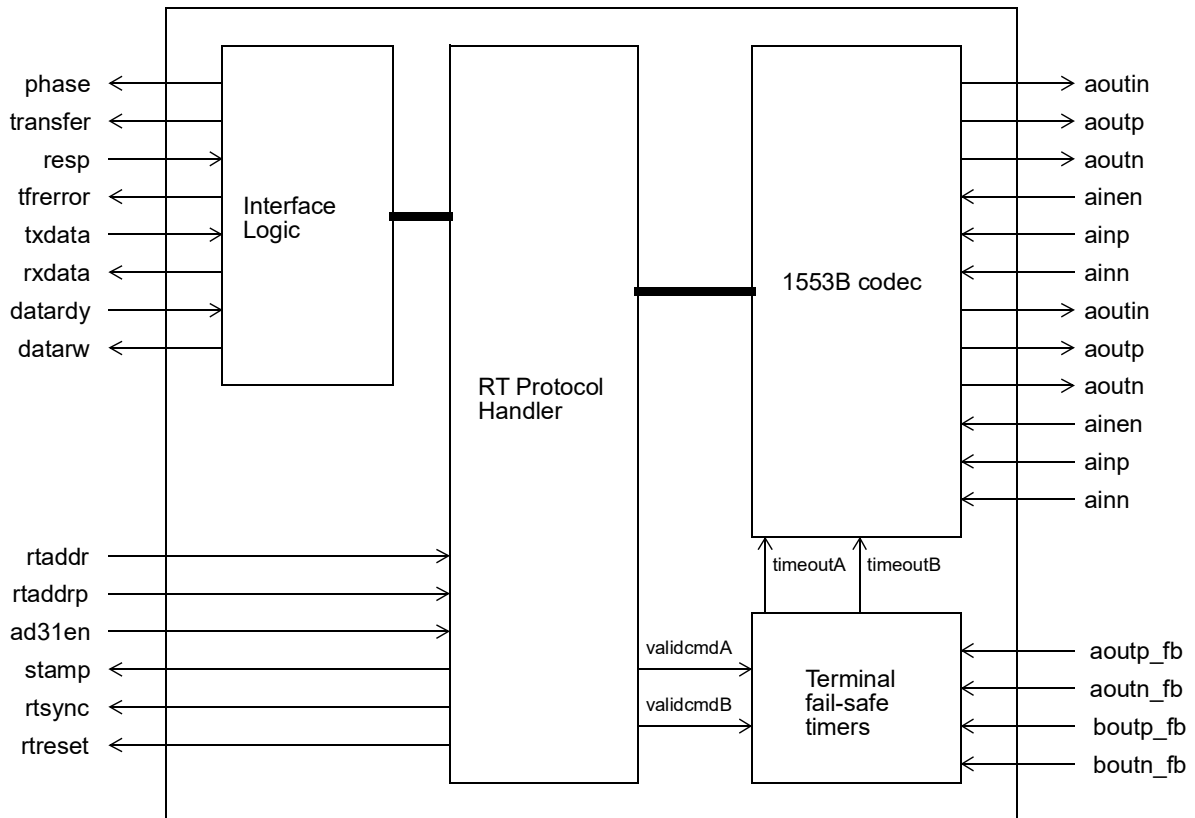 phase
transfer
resp
tfrerror
txdata
rxdata
datardy
datarw
Interface
Logic
RT Protocol
Handler
1553B codec
aoutin
aoutp
aoutn
ainen
ainp
ainn
aoutin
aoutp
aoutn
ainen
ainp
ainn
rtaddr
rtaddrp
ad31en
stamp
rtsync
rtreset
timeoutA
timeoutB
validcmdA
validcmdB
Terminal
fail-safe
timers
aoutp_fb
aoutn_fb
boutp_fb
boutn_fb